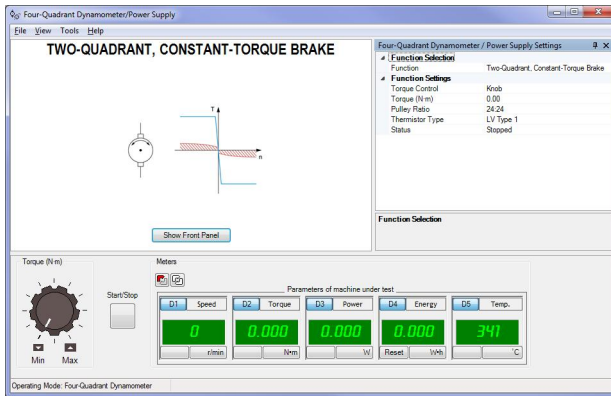 Four-Quadrant Dynamometer/Power Supply
File View Tools Help
TWO-QUADRANT, CONSTANT-TORQUE BRAKE
T
n
Show Front Panel
Four-Quadrant Dynamometer / Power Supply Settings
Function Selection
Function Two-Quadrant, Constant-Torque Brake
Function Settings
Torque Control Knob
Torque (N·m) 0.00
Pulley Ratio 24:24
Thermistor Type LV Type 1
Status Stopped
Function Selection
Torque (N·m)
Min Max
Start/Stop
Meters
Parameters of machine under test
D1 Speed D2 Torque D3 Power D4 Energy D5 Temp.
0 0.000 0.000 0.000 341
r/min N•m W Reset W•h °C
Operating Mode: Four-Quadrant Dynamometer